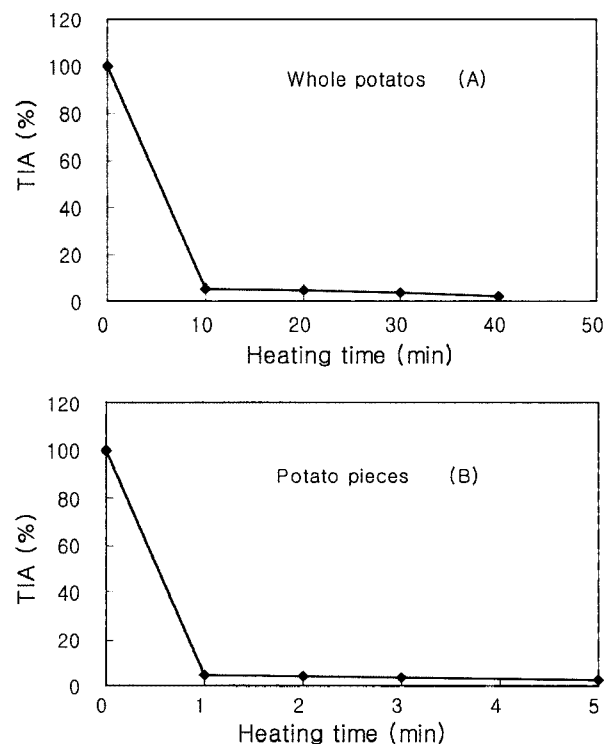 120
100
80
60
40
20
0
TIA (%)
Whole potatos (A)
0 10 20 30 40 50
Heating time (min)
120
100
80
60
40
20
0
TIA (%)
Potato pieces (B)
0 1 2 3 4 5
Heating time (min)